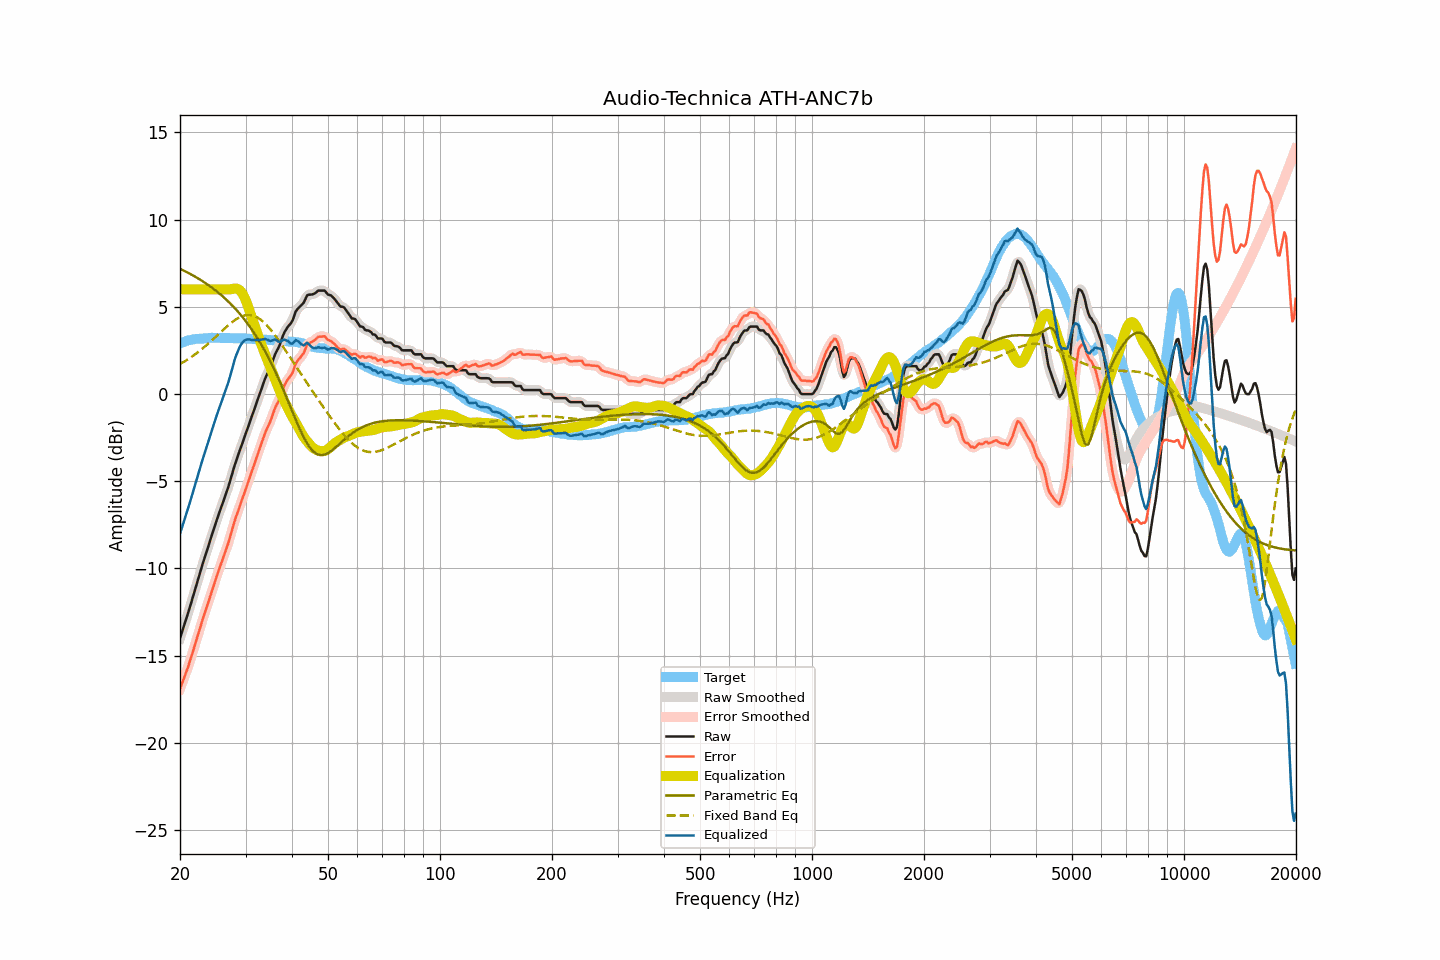 Audio-Technica ATH-ANC7b
15
10
5
0
−5
−10
−15
−20
−25
Amplitude (dBr)
Target
Raw Smoothed
Error Smoothed
Raw
Error
Equalization
Parametric Eq
Fixed Band Eq
Equalized
20 50 100 200 500 1000 2000 5000 10000 20000
Frequency (Hz)